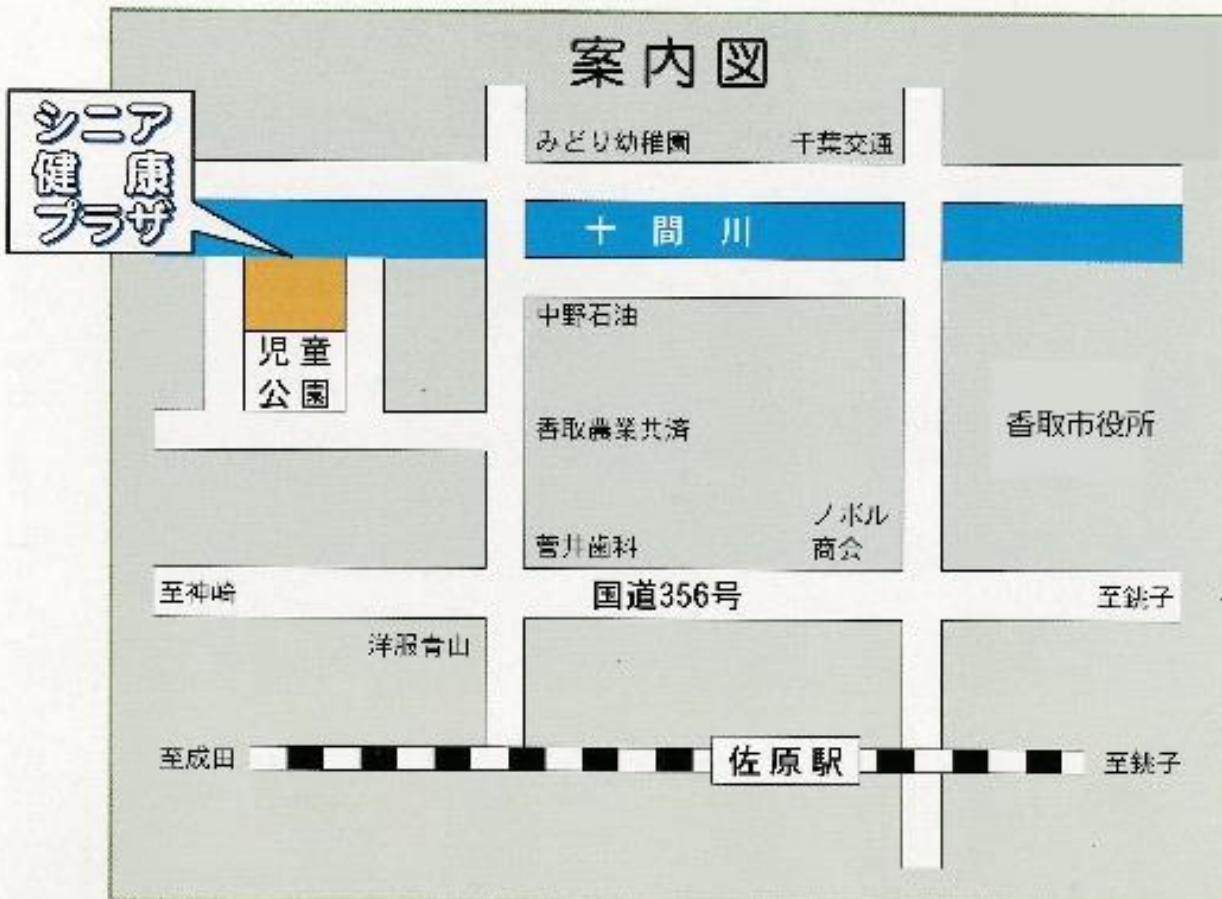 案内図
シニア
健康
プラザ
みどり幼稚園
千葉交通
十間川
中野石油
児童
公園
香取農業共済
香取市役所
菅井歯科
ノボル
商会
至神崎
国道356号
至銚子
洋服青山
至成田
佐原駅
至銚子